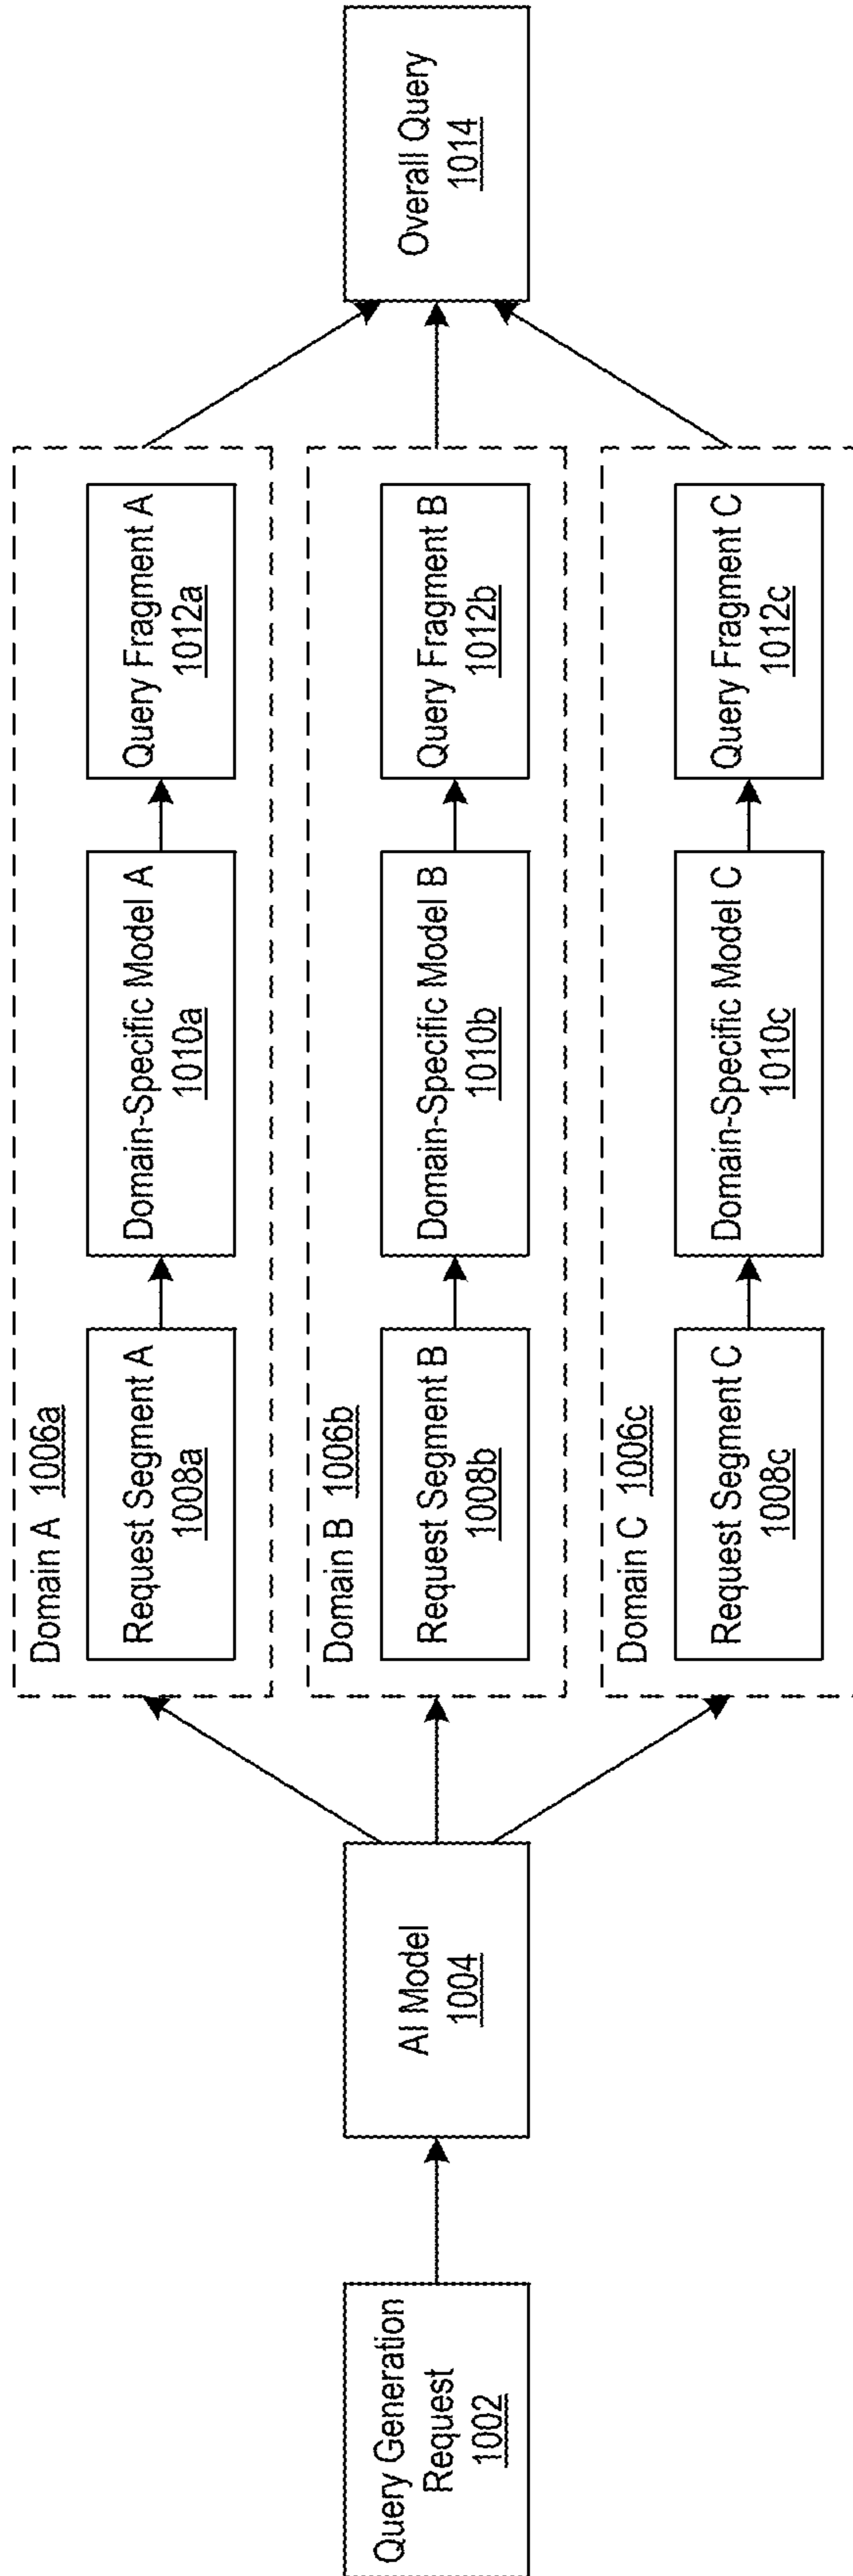 Query Generation
Request
1002
AI Model
1004
Domain A 1006a
Request Segment A
1008a
Domain-Specific Model A
1010a
Query Fragment A
1012a
Domain B 1006b
Request Segment B
1008b
Domain-Specific Model B
1010b
Query Fragment B
1012b
Domain C 1006c
Request Segment C
1008c
Domain-Specific Model C
1010c
Query Fragment C
1012c
Overall Query
1014